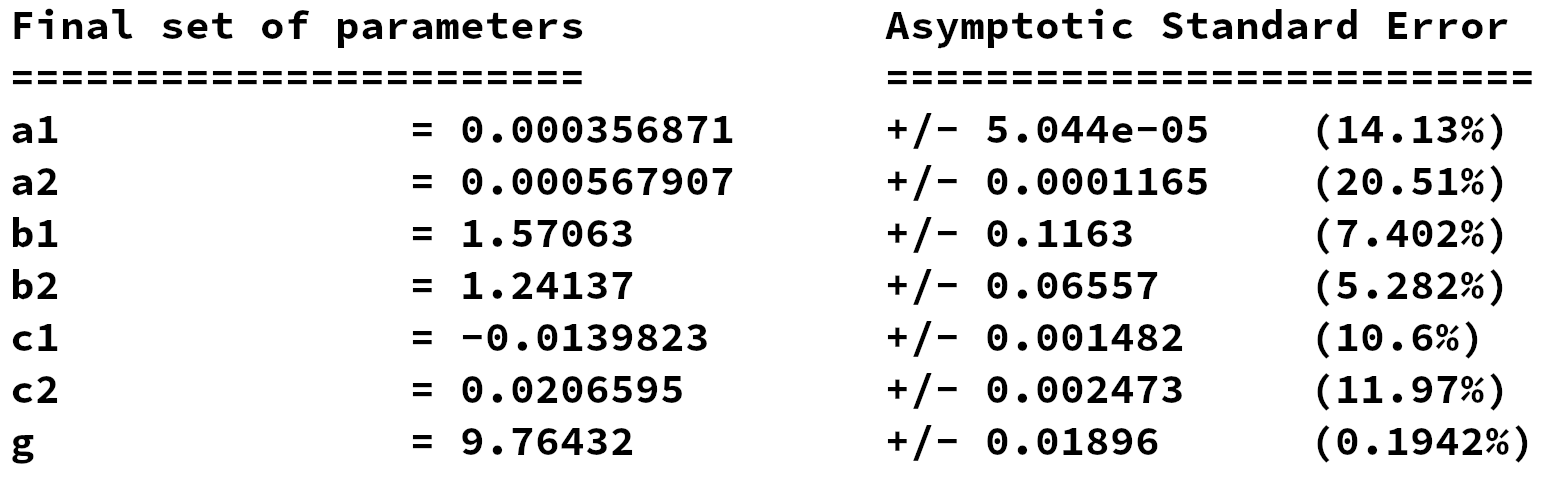 Final set of parameters            Asymptotic Standard Error
=======================            ==========================
a1              = 0.000356871      +/- 5.044e-05    (14.13%)
a2              = 0.000567907      +/- 0.0001165    (20.51%)
b1              = 1.57063          +/- 0.1163       (7.402%)
b2              = 1.24137          +/- 0.06557      (5.282%)
c1              = -0.0139823       +/- 0.001482     (10.6%)
c2              = 0.0206595        +/- 0.002473     (11.97%)
g               = 9.76432          +/- 0.01896      (0.1942%)